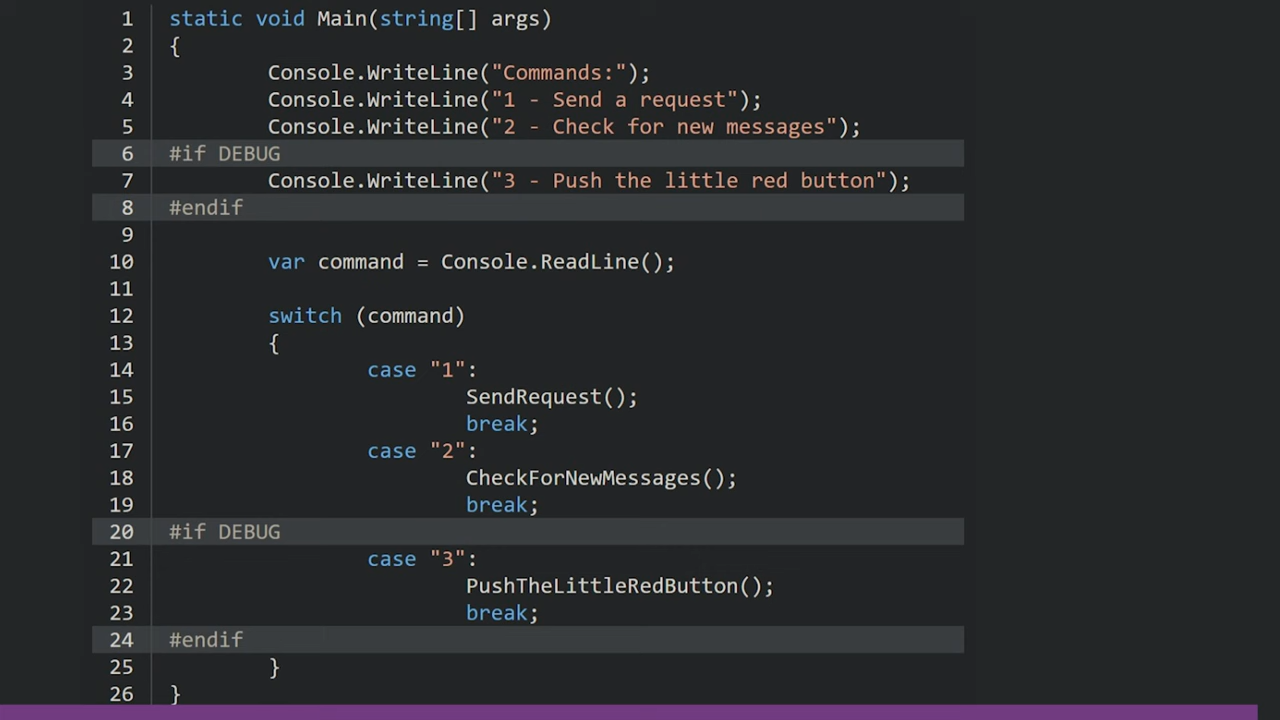 1 static void Main(string[] args)
2 {
3 Console.WriteLine("Commands:");
4 Console.WriteLine("1 - Send a request");
5 Console.WriteLine("2 - Check for new messages");
6 #if DEBUG
7 Console.WriteLine("3 - Push the little red button");
8 #endif
9
10 var command = Console.ReadLine();
11
12 switch (command)
13 {
14 case "1":
15 SendRequest();
16 break;
17 case "2":
18 CheckForNewMessages();
19 break;
20 #if DEBUG
21 case "3":
22 PushTheLittleRedButton();
23 break;
24 #endif
25 }
26 }